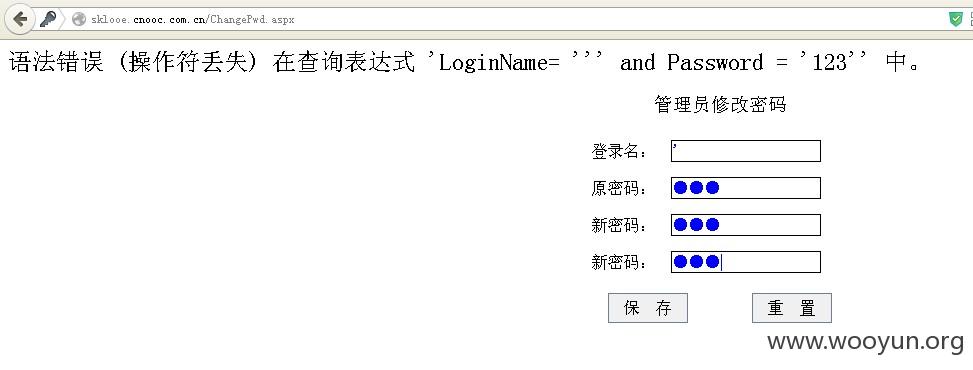 sklooe.cnooc.com.cn/ChangePwd.aspx
语法错误 (操作符丢失) 在查询表达式 'LoginName= ''' and Password = '123'' 中。
管理员修改密码
登录名： '
原密码： ●●●
新密码： ●●●
新密码： ●●●
保 存 重 置
www.wooyun.org